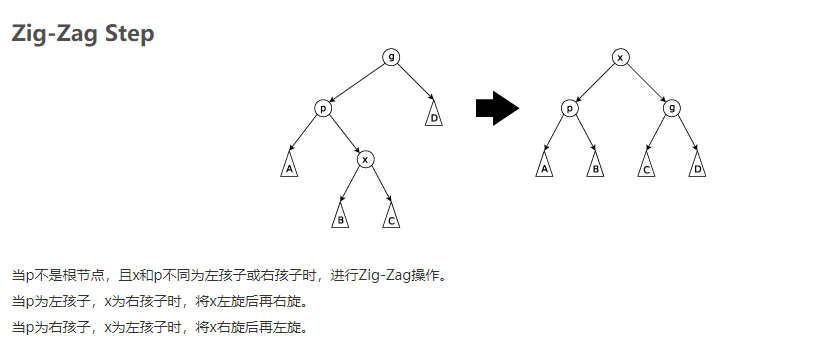 Zig-Zag Step
g
x
p
D
p
g
A
x
A
B
C
D
B
C
当p不是根节点，且x和p不同为左孩子或右孩子时，进行Zig-Zag操作。
当p为左孩子，x为右孩子时，将x左旋后再右旋。
当p为右孩子，x为左孩子时，将x右旋后再左旋。